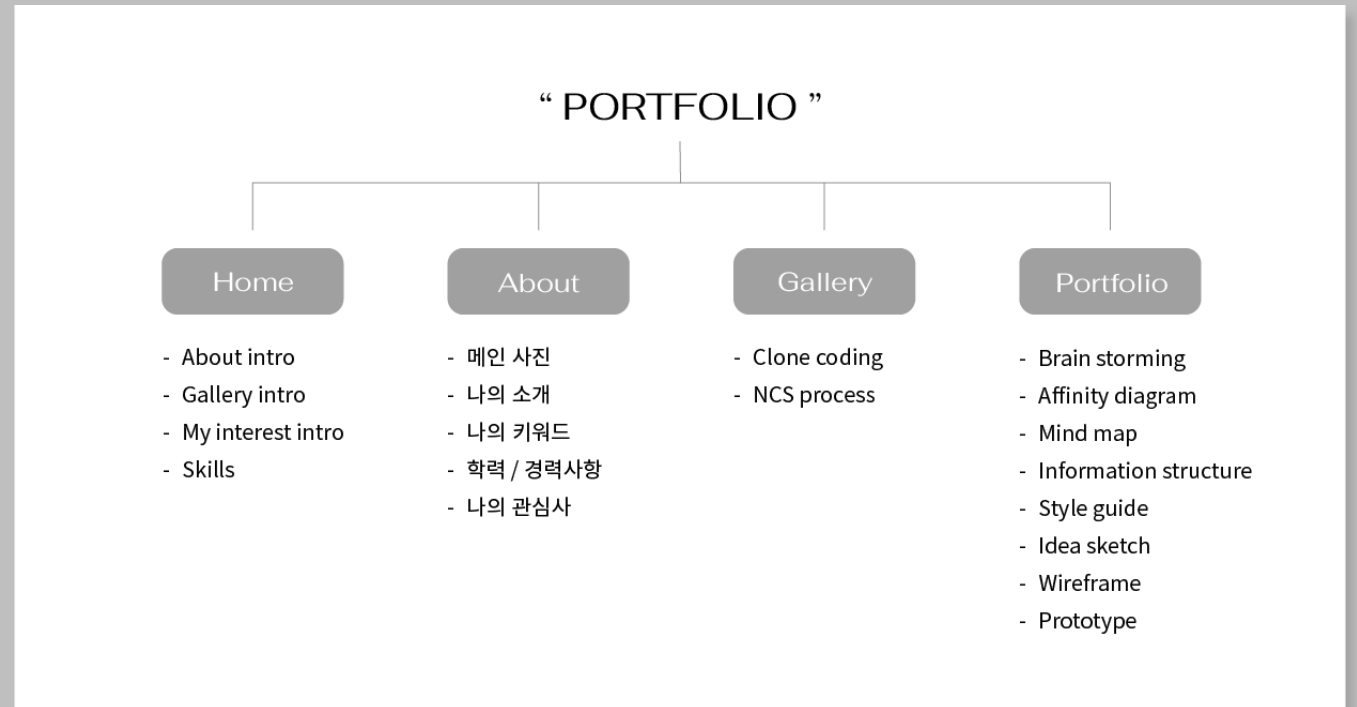 “ PORTFOLIO ”
Home
- About intro
- Gallery intro
- My interest intro
- Skills
About
- 메인 사진
- 나의 소개
- 나의 키워드
- 학력 / 경력사항
- 나의 관심사
Gallery
- Clone coding
- NCS process
Portfolio
- Brain storming
- Affinity diagram
- Mind map
- Information structure
- Style guide
- Idea sketch
- Wireframe
- Prototype